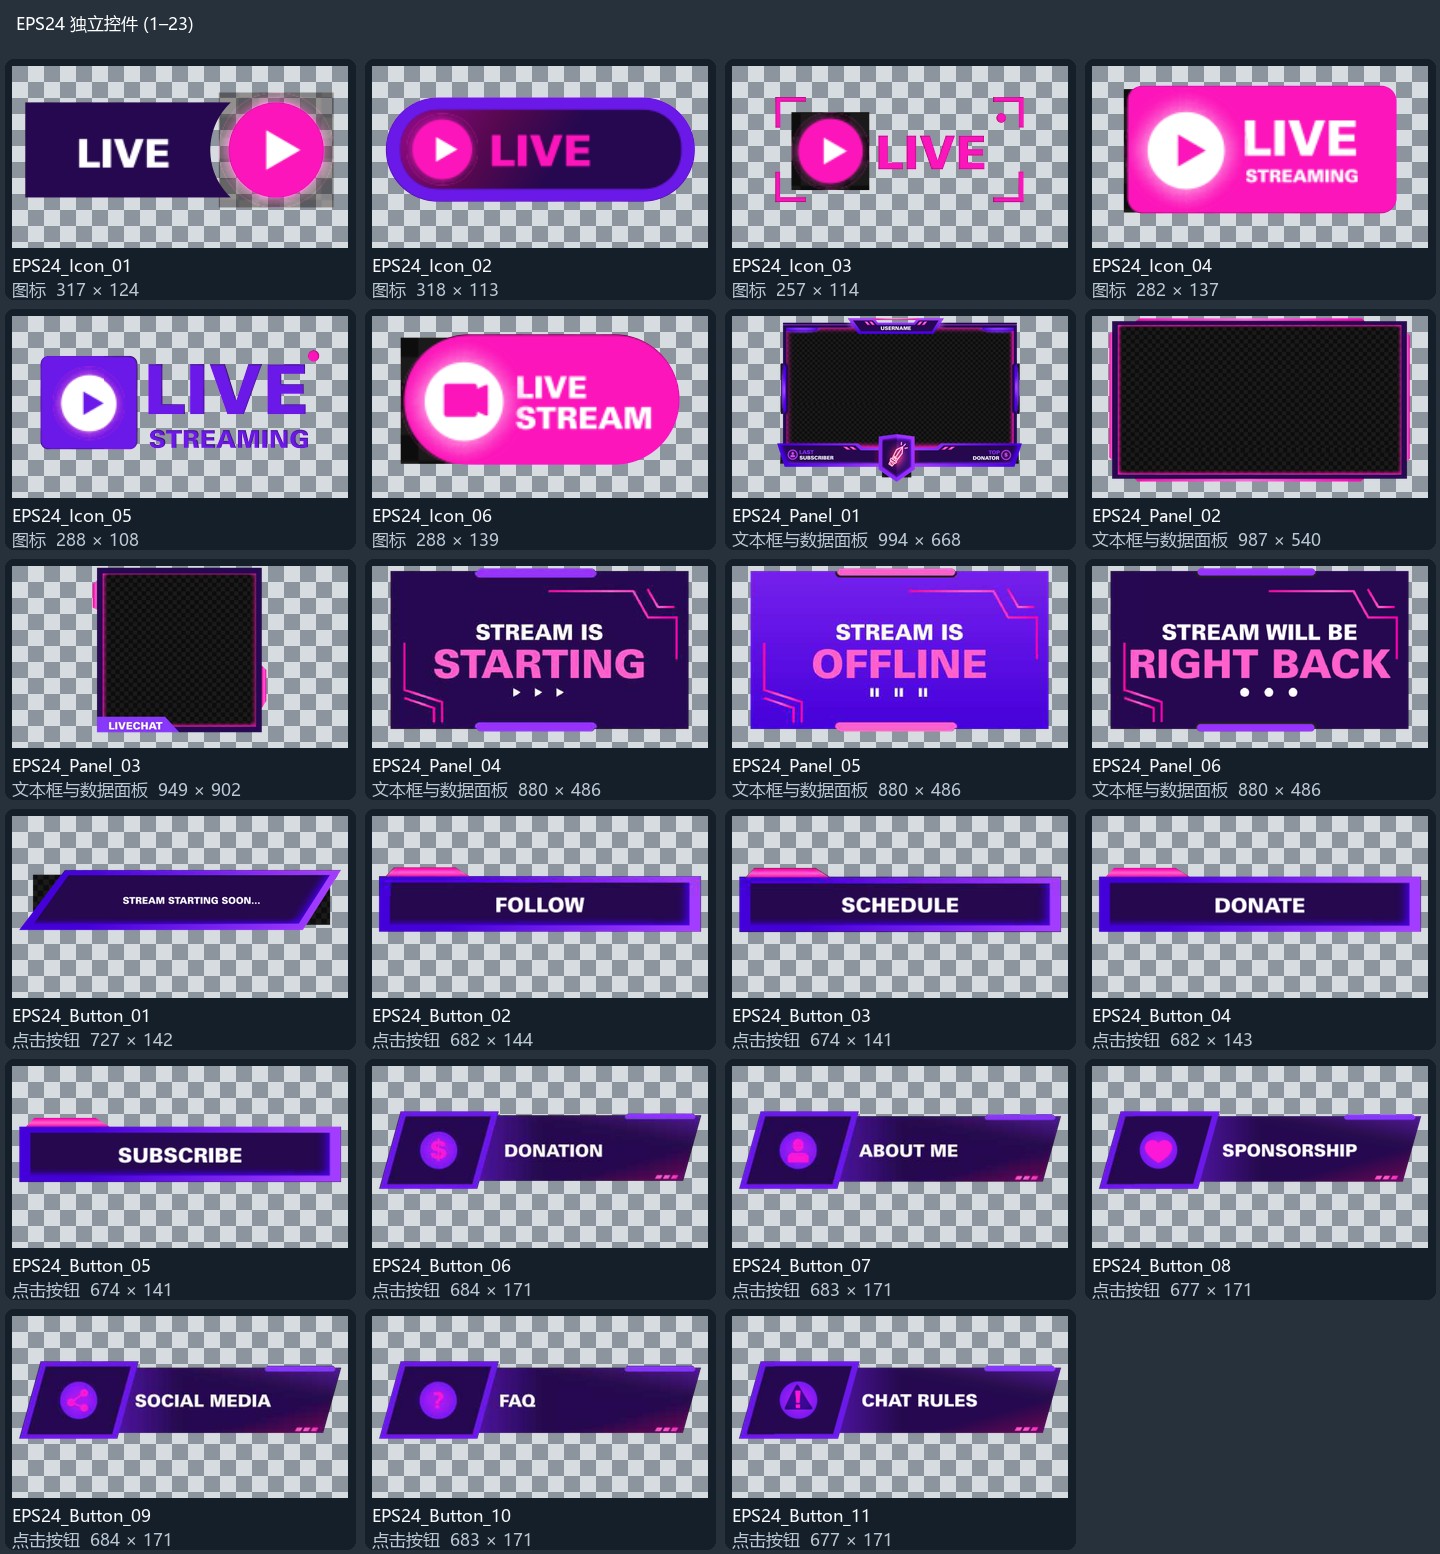 EPS24 独立控件 (1–23)
LIVE
EPS24_Icon_01
图标 317 × 124
LIVE
EPS24_Icon_02
图标 318 × 113
LIVE
EPS24_Icon_03
图标 257 × 114
LIVE
STREAMING
EPS24_Icon_04
图标 282 × 137
LIVE
STREAMING
EPS24_Icon_05
图标 288 × 108
LIVE
STREAM
EPS24_Icon_06
图标 288 × 139
USERNAME
LAST
SUBSCRIBER
TOP
DONATOR
EPS24_Panel_01
文本框与数据面板 994 × 668
EPS24_Panel_02
文本框与数据面板 987 × 540
LIVECHAT
EPS24_Panel_03
文本框与数据面板 949 × 902
STREAM IS
STARTING
EPS24_Panel_04
文本框与数据面板 880 × 486
STREAM IS
OFFLINE
EPS24_Panel_05
文本框与数据面板 880 × 486
STREAM WILL BE
RIGHT BACK
EPS24_Panel_06
文本框与数据面板 880 × 486
STREAM STARTING SOON...
EPS24_Button_01
点击按钮 727 × 142
FOLLOW
EPS24_Button_02
点击按钮 682 × 144
SCHEDULE
EPS24_Button_03
点击按钮 674 × 141
DONATE
EPS24_Button_04
点击按钮 682 × 143
SUBSCRIBE
EPS24_Button_05
点击按钮 674 × 141
$ DONATION
EPS24_Button_06
点击按钮 684 × 171
ABOUT ME
EPS24_Button_07
点击按钮 683 × 171
SPONSORSHIP
EPS24_Button_08
点击按钮 677 × 171
SOCIAL MEDIA
EPS24_Button_09
点击按钮 684 × 171
? FAQ
EPS24_Button_10
点击按钮 683 × 171
! CHAT RULES
EPS24_Button_11
点击按钮 677 × 171